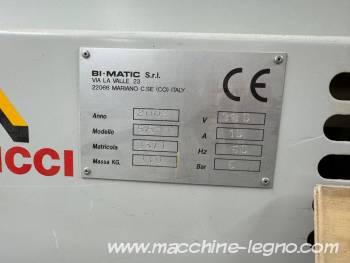 BI-MATIC S.r.l.
VIA LA VALLE, 23
22066 MARIANO C.SE (CO) ITALY
CE
Anno
V
Modello
A
Matricola
Hz
Massa KG.
Bar
ICCI
www.macchine-legno.com